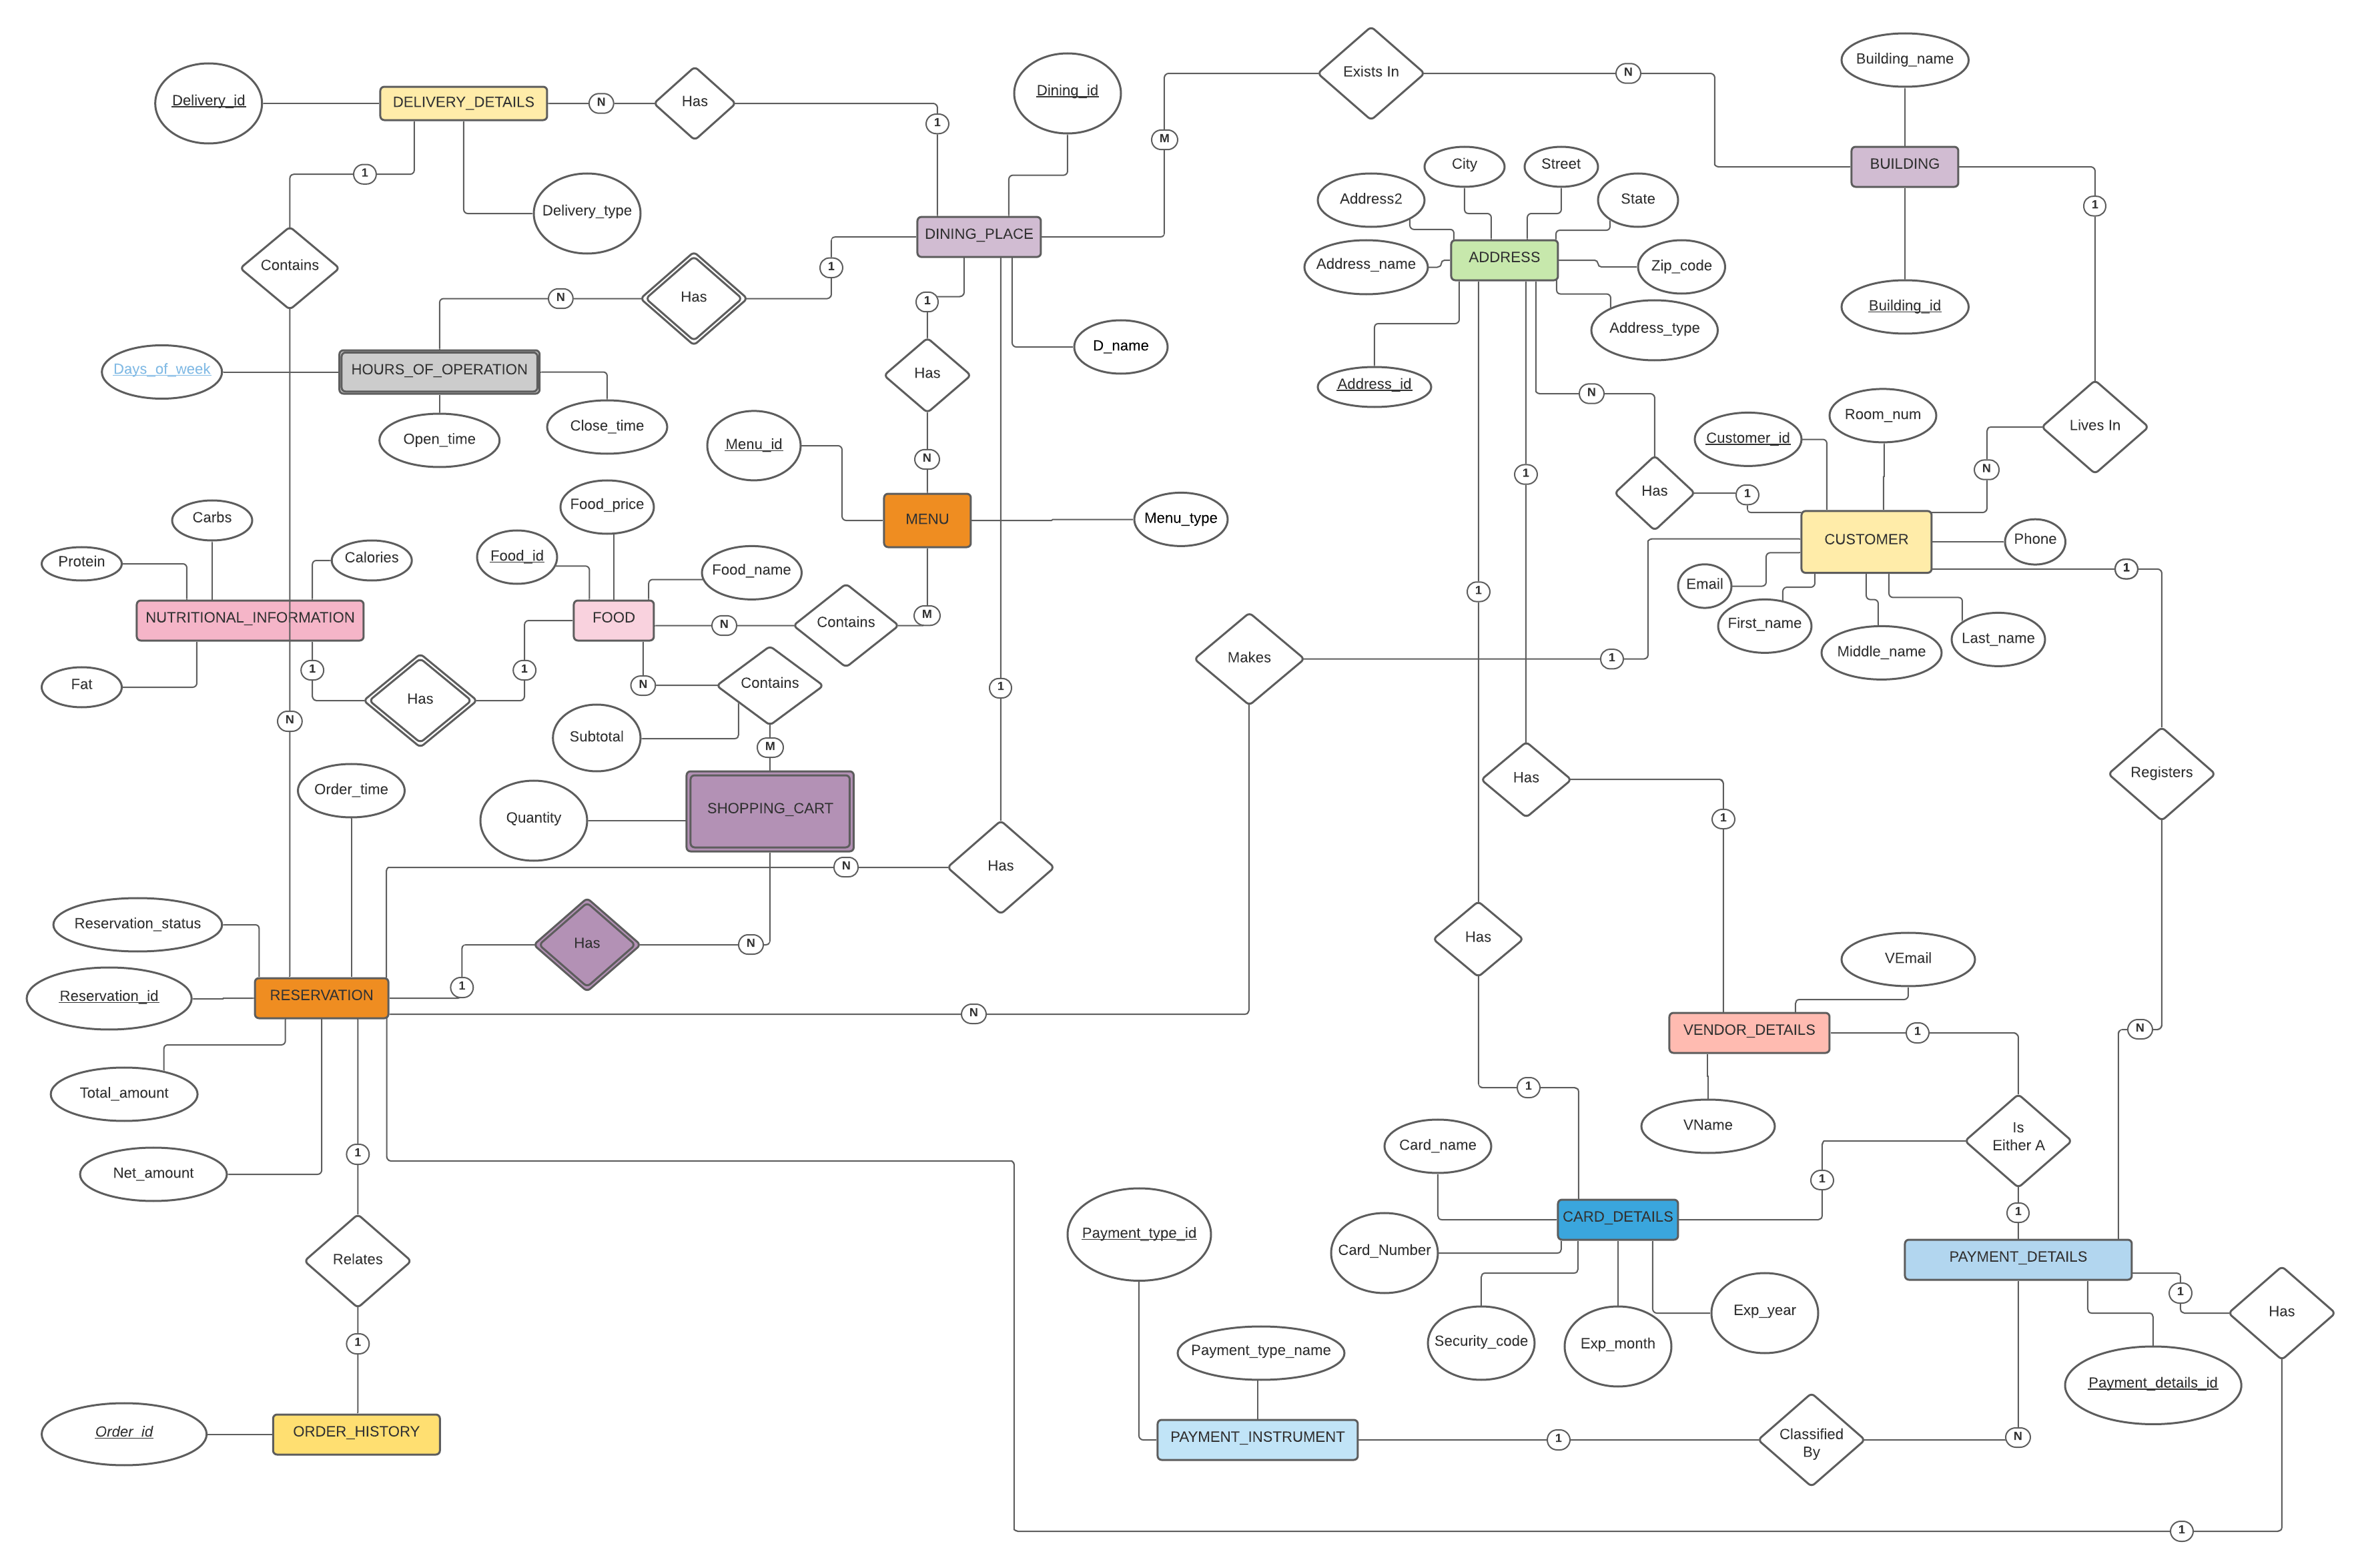 Exists In
Building_name
N
Delivery_id
DELIVERY_DETAILS
N
Has
Dining_id
1
M
City
Street
BUILDING
1
Contains
Delivery_type
Address2
State
1
DINING_PLACE
ADDRESS
Address_name
Zip_code
1
Has
N
1
Building_id
Address_type
D_name
Days_of_week
HOURS_OF_OPERATION
Has
Address_id
N
Open_time
Close_time
Menu_id
N
Customer_id
Room_num
Lives In
N
1
Has
1
Food_price
Carbs
MENU
Menu_type
CUSTOMER
Phone
Protein
Calories
Food_id
Food_name
1
Email
1
NUTRITIONAL_INFORMATION
FOOD
N
Contains
M
First_name
Middle_name
Last_name
Makes
1
1
1
Fat
Has
N
Contains
1
N
Subtotal
M
Has
Registers
Order_time
Quantity
SHOPPING_CART
1
N
Has
Reservation_status
Has
N
Has
VEmail
1
Reservation_id
RESERVATION
N
VENDOR_DETAILS
1
N
Total_amount
1
VName
Is
Either A
Card_name
1
Net_amount
1
1
CARD_DETAILS
Payment_type_id
Card_Number
PAYMENT_DETAILS
Relates
1
Has
Exp_year
Security_code
Exp_month
1
Payment_type_name
Payment_details_id
Order_id
ORDER_HISTORY
PAYMENT_INSTRUMENT
1
Classified
By
N
1